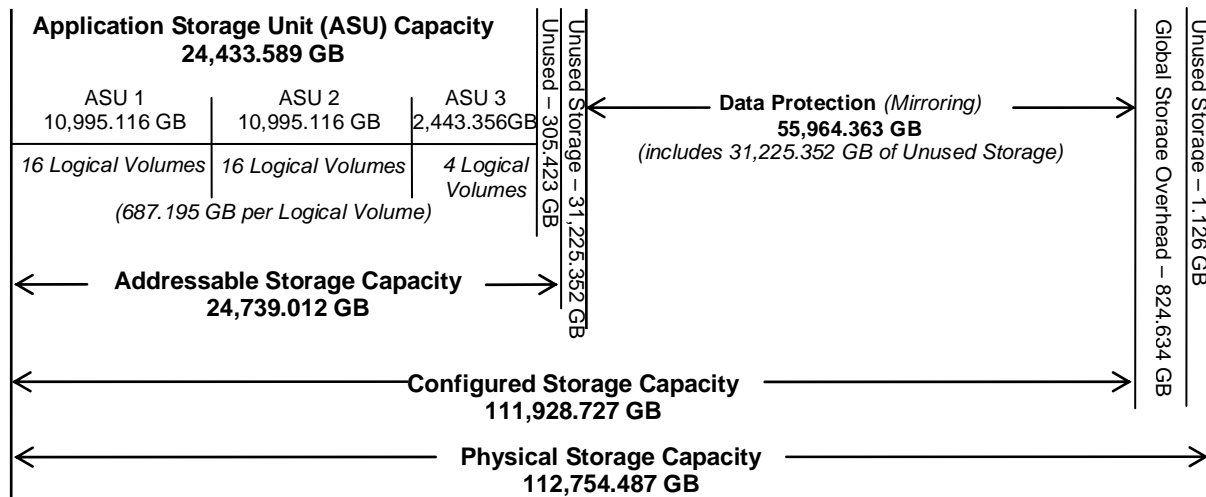 Application Storage Unit (ASU) Capacity
24,433.589 GB
ASU 1
10,995.116 GB
ASU 2
10,995.116 GB
ASU 3
2,443.356GB
16 Logical Volumes
16 Logical Volumes
4 Logical
Volumes
(687.195 GB per Logical Volume)
Unused – 305.423 GB
Unused Storage – 31,225.352 GB
Data Protection (Mirroring)
55,964.363 GB
(includes 31,225.352 GB of Unused Storage)
Global Storage Overhead – 824.634 GB
Unused Storage – 1.126 GB
Addressable Storage Capacity
24,739.012 GB
Configured Storage Capacity
111,928.727 GB
Physical Storage Capacity
112,754.487 GB